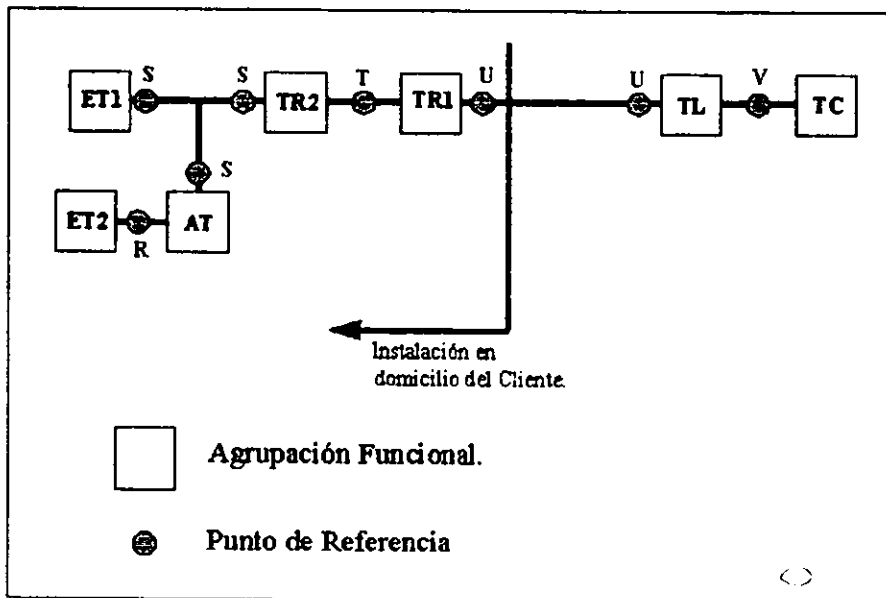 S S T U U V
ET1 TR2 TR1 TL TC
S
ET2 AT
R
Instalación en
domicilio del Cliente.
Agrupación Funcional.
Punto de Referencia